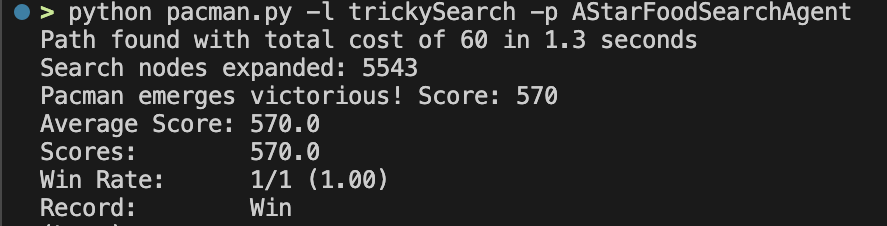 > python pacman.py -l trickySearch -p AStarFoodSearchAgent
Path found with total cost of 60 in 1.3 seconds
Search nodes expanded: 5543
Pacman emerges victorious! Score: 570
Average Score: 570.0
Scores:        570.0
Win Rate:      1/1 (1.00)
Record:        Win